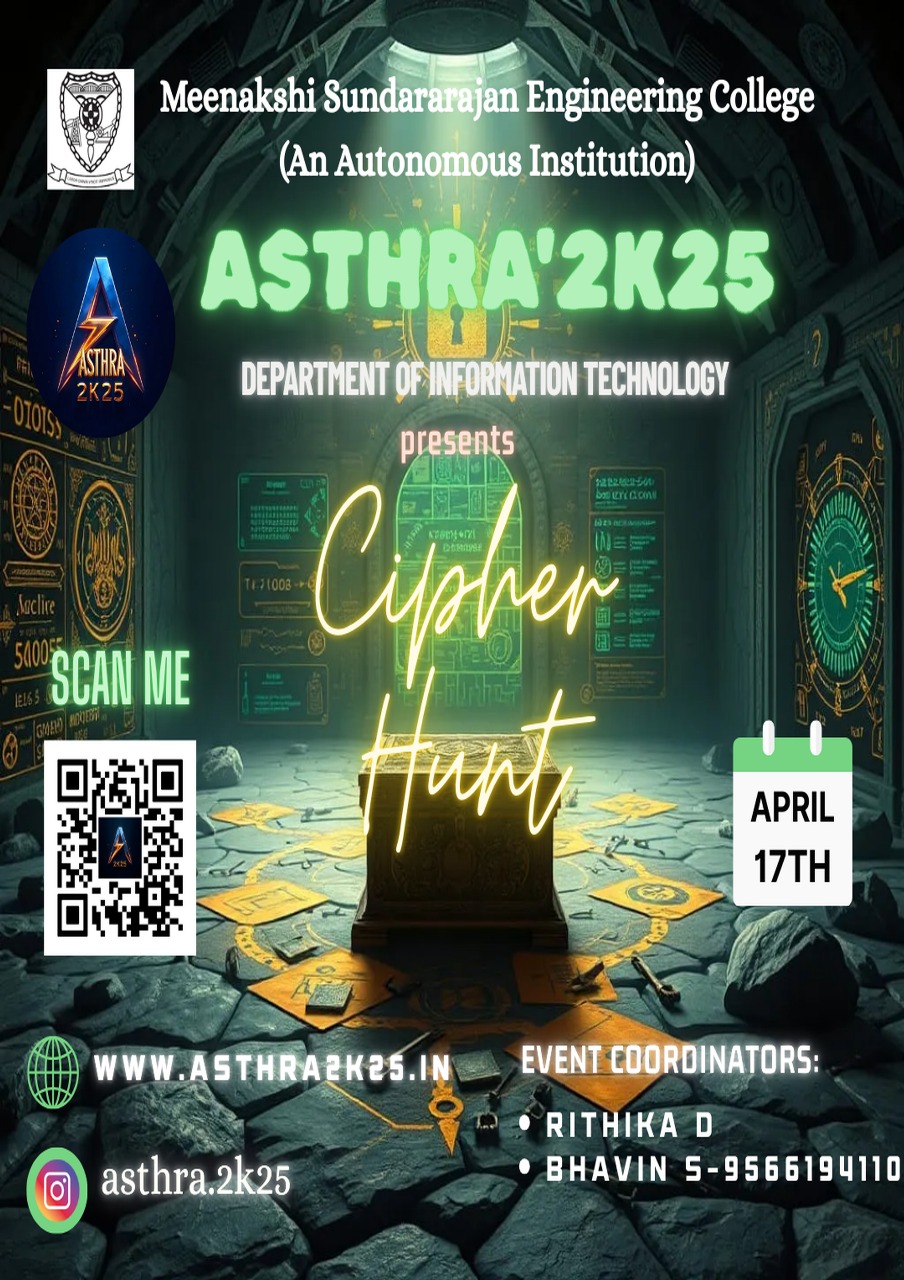 Meenakshi Sundararajan Engineering College
(An Autonomous Institution)
ASTHRA'2K25
ASTHRA
2K25
DEPARTMENT OF INFORMATION TECHNOLOGY
presents
Cipher
Hunt
SCAN ME
APRIL
17TH
WWW.ASTHRA2K25.IN
asthra.2k25
EVENT COORDINATORS:
• RITHIKA D
• BHAVIN S-9566194110